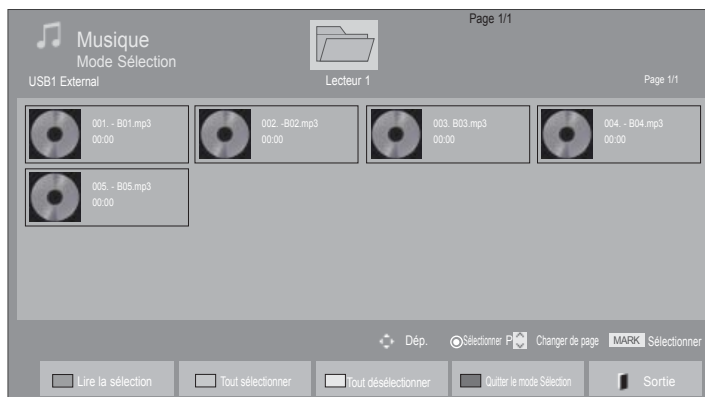 Page 1/1
Musique
Mode Sélection
USB1 External
Lecteur 1
Page 1/1
001. - B01.mp3
00:00
002. -B02.mp3
00:00
003. B03.mp3
00:00
004. - B04.mp3
00:00
005. - B05.mp3
00:00
Dép. Sélectionner P Changer de page MARK Sélectionner
Lire la sélection Tout sélectionner Tout désélectionner Quitter le mode Sélection Sortie